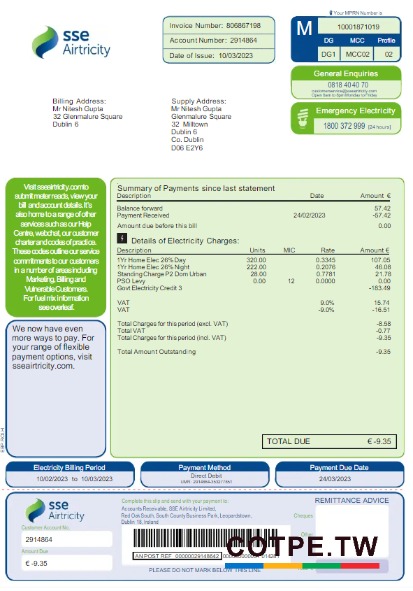 sse
Airtricity
Invoice Number: 806867198
Account Number: 2914864
Date of Issue: 10/03/2023
Your MPRN Number is
M
10001871019
DG MCC Profile
DG1 MCC02 02
General Enquiries
0818 4040 70
Emergency Electricity
1800 372 999 (24 hours)
Billing Address:
Mr Nitesh Gupta
32 Glenmalure Square
Dublin 6
Supply Address:
Mr Nitesh Gupta
Glenmalure Square
32 Milltown
Dublin 6
Co. Dublin
D06 E2Y6
Visit sseairtricity.com to
submit meter reads, view your
bill and account details. It's
also home to a range of other
services such as our Help
Centre, webchat, our customer
charter and codes of practice.
These codes outline our service
commitments to our customers
in a number of areas including
Marketing, Billing and
Vulnerable Customers.
For fuel mix information
see overleaf.
We now have even
more ways to pay. For
your range of flexible
payment options, visit
sseairtricity.com.
Summary of Payments since last statement
Description Date Amount €
Balance forward 57.42
Payment Received 24/02/2023 -57.42
Amount due before this bill 0.00
Details of Electricity Charges:
Description Units MIC Rate Amount €
1Yr Home Elec 26% Day 320.00 0.3345 107.05
1Yr Home Elec 26% Night 222.00 0.2076 46.08
Standing Charge P2 Dom Urban 28.00 0.7781 21.78
PSO Levy 0.00 12 0.0000 0.00
Govt Electricity Credit 3 -183.49
VAT 9.0% 15.74
VAT 9.0% -16.51
Total Charges for this period (excl. VAT) -8.58
Total VAT -0.77
Total Charges for this period (incl. VAT) -9.35
Total Amount Outstanding -9.35
TOTAL DUE € -9.35
Electricity Billing Period
10/02/2023 to 10/03/2023
Payment Method
Direct Debit
Payment Due Date
24/03/2023
sse
Airtricity
Customer Account No.
2914864
Amount Due
€ -9.35
Complete this slip and send with your payment to:
Accounts Receivable, SSE Airtricity Limited,
Red Oak South, South County Business Park, Leopardstown,
Dublin 18, Ireland
REMITTANCE ADVICE
Cheques
AN POST REF
PLEASE DO NOT MARK BELOW THIS LINE
COTPE.TW